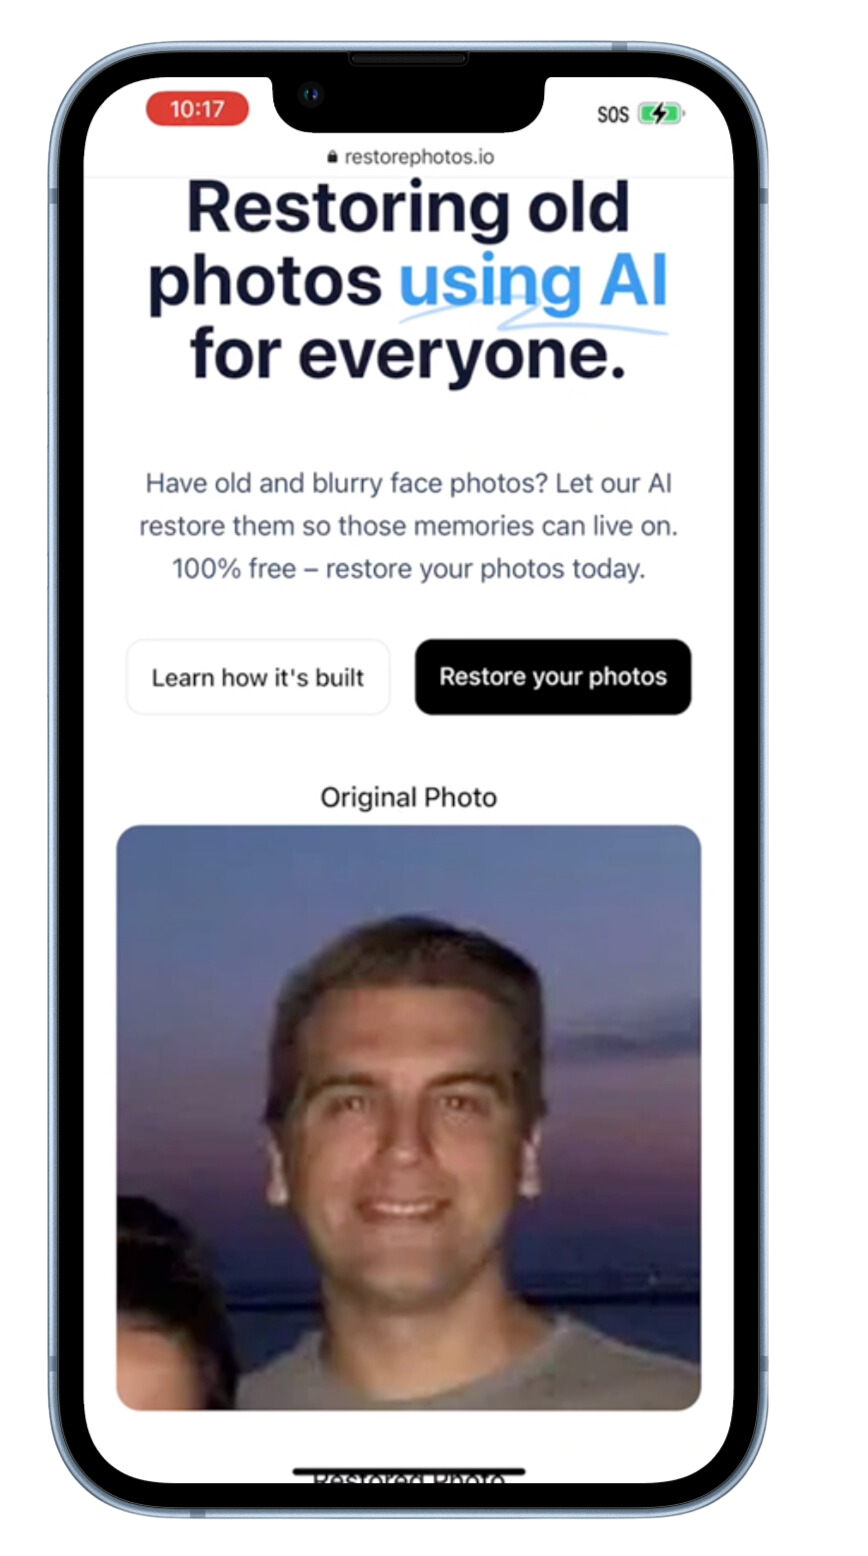 10:17
SOS
restorephotos.io
Restoring old
photos using AI
for everyone.
Have old and blurry face photos? Let our AI
restore them so those memories can live on.
100% free – restore your photos today.
Learn how it's built
Restore your photos
Original Photo
Restored Photo